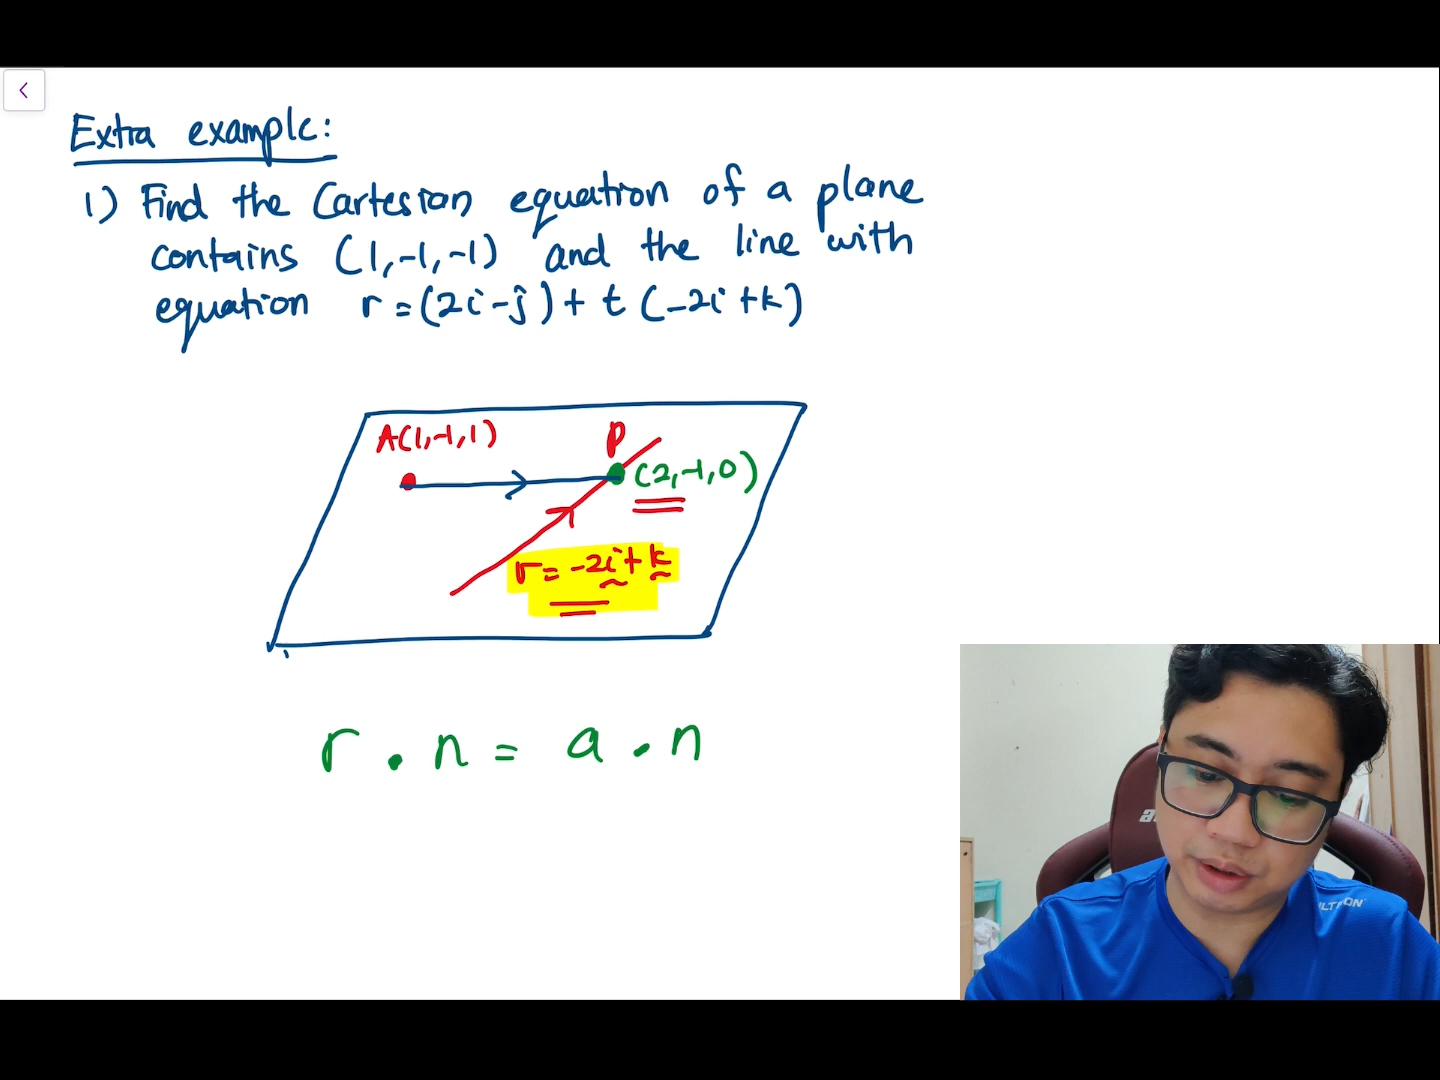 Extra example:
1) Find the Cartesian equation of a plane
contains (1,-1,-1) and the line with
equation r=(2i-j)+t(-2i+k)
A(1,-1,1)
P
(2,-1,0)
r=-2i+k
r . n = a . n